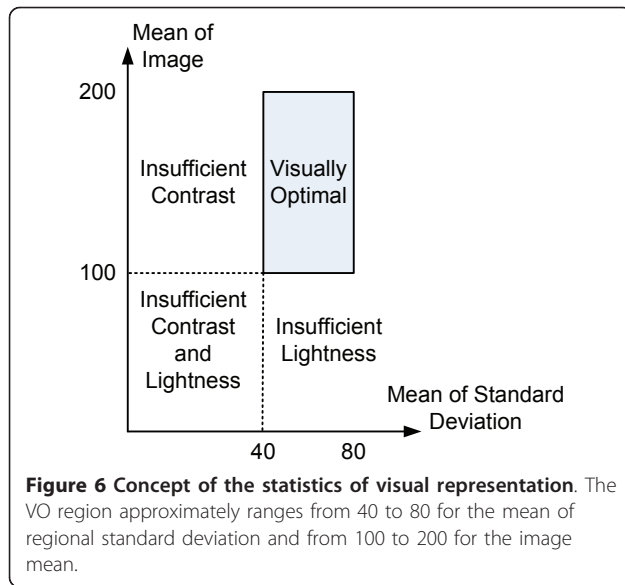 Mean of
Image
200
Insufficient
Contrast
Visually
Optimal
100
Insufficient
Contrast
and
Lightness
Insufficient
Lightness
Mean of Standard
Deviation
40
80
Figure 6 Concept of the statistics of visual representation. The
VO region approximately ranges from 40 to 80 for the mean of
regional standard deviation and from 100 to 200 for the image
mean.